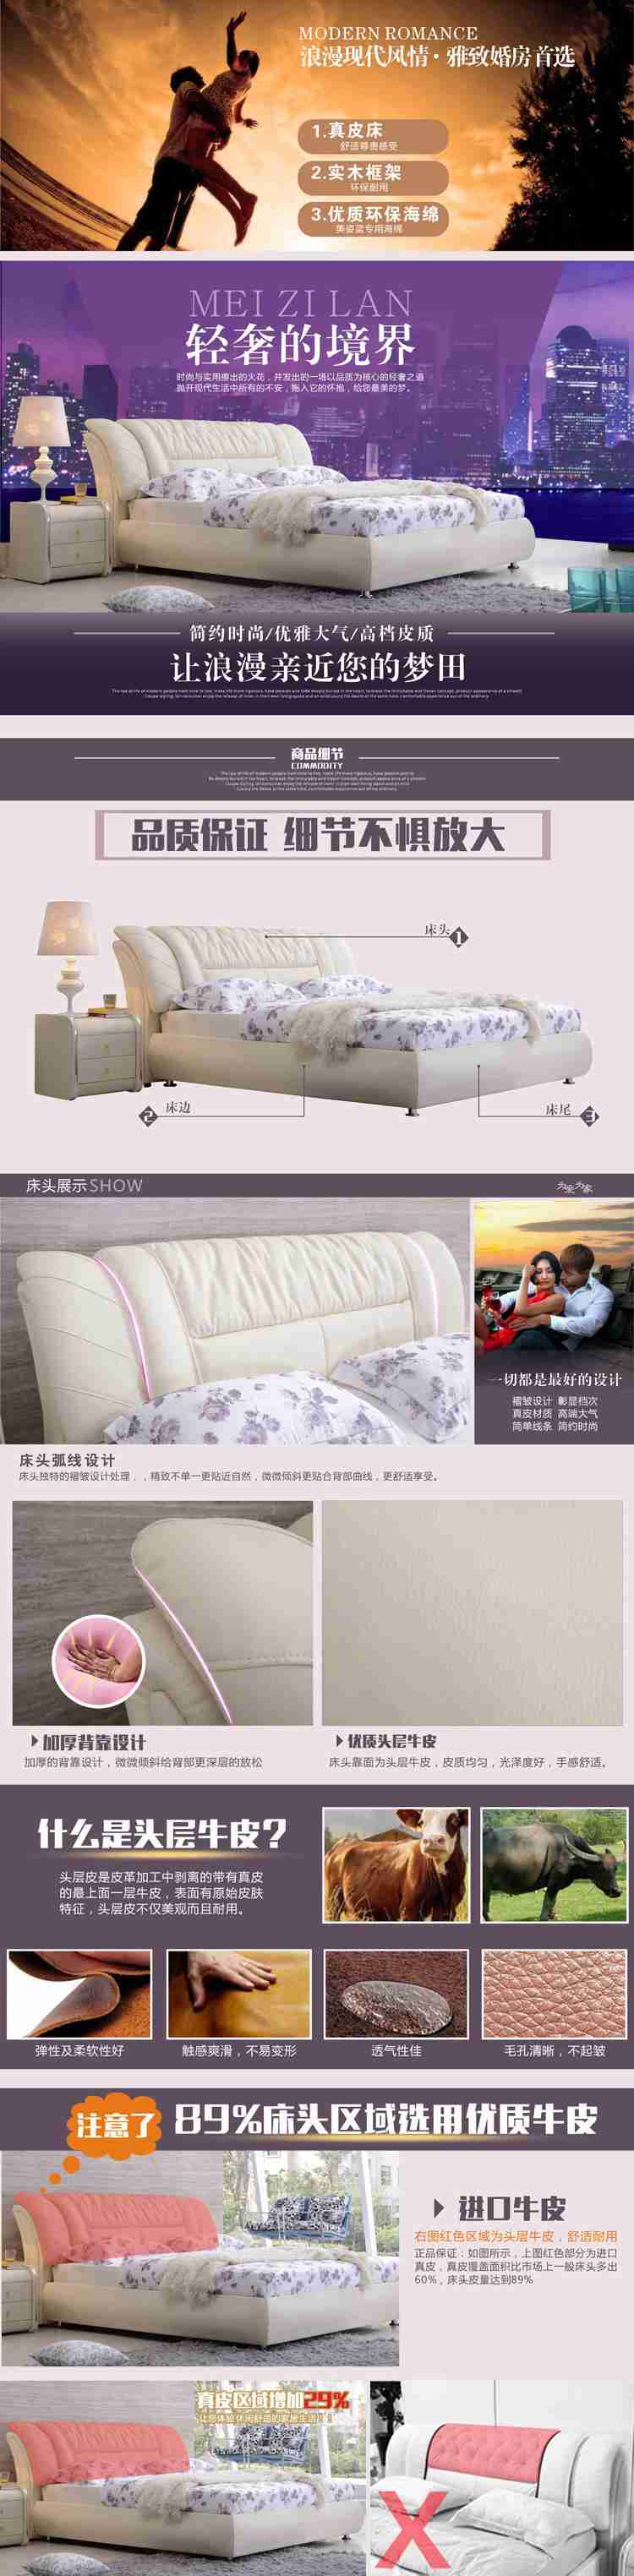 MODERN ROMANCE
浪漫现代风情·雅致婚房首选
1.真皮床
舒适尊贵感受
2.实木框架
环保耐用
3.优质环保海绵
美姿蓝专用海绵
MEI ZI LAN
轻奢的境界
时尚与实用擦出的火花，并发出的一场以品质为核心的轻奢之道
抛开现代生活中所有的不安，拖入它的怀抱，给您最美的梦。
简约时尚/优雅大气/高档皮质
让浪漫亲近您的梦田
商品细节
COMMODITY
品质保证 细节不惧放大
床头 1
2 床边
床尾 3
床头展示SHOW
一切都是最好的设计
褶皱设计 彰显档次
真皮材质 高端大气
简单线条 简约时尚
床头弧线设计
床头独特的褶皱设计处理，，精致不单一更贴近自然，微微倾斜更贴合背部曲线，更舒适享受。
加厚背靠设计
加厚的背靠设计，微微倾斜给背部更深层的放松
优质头层牛皮
床头靠面为头层牛皮，皮质均匀，光泽度好，手感舒适。
什么是头层牛皮?
头层皮是皮革加工中剥离的带有真皮
的最上面一层牛皮，表面有原始皮肤
特征，头层皮不仅美观而且耐用。
弹性及柔软性好
触感爽滑，不易变形
透气性佳
毛孔清晰，不起皱
注意了
89%床头区域选用优质牛皮
进口牛皮
右图红色区域为头层牛皮，舒适耐用
正品保证：如图所示，上图红色部分为进口
真皮，真皮覆盖面积比市场上一般床头多出
60%，床头皮量达到89%
真皮区域增加29%
X